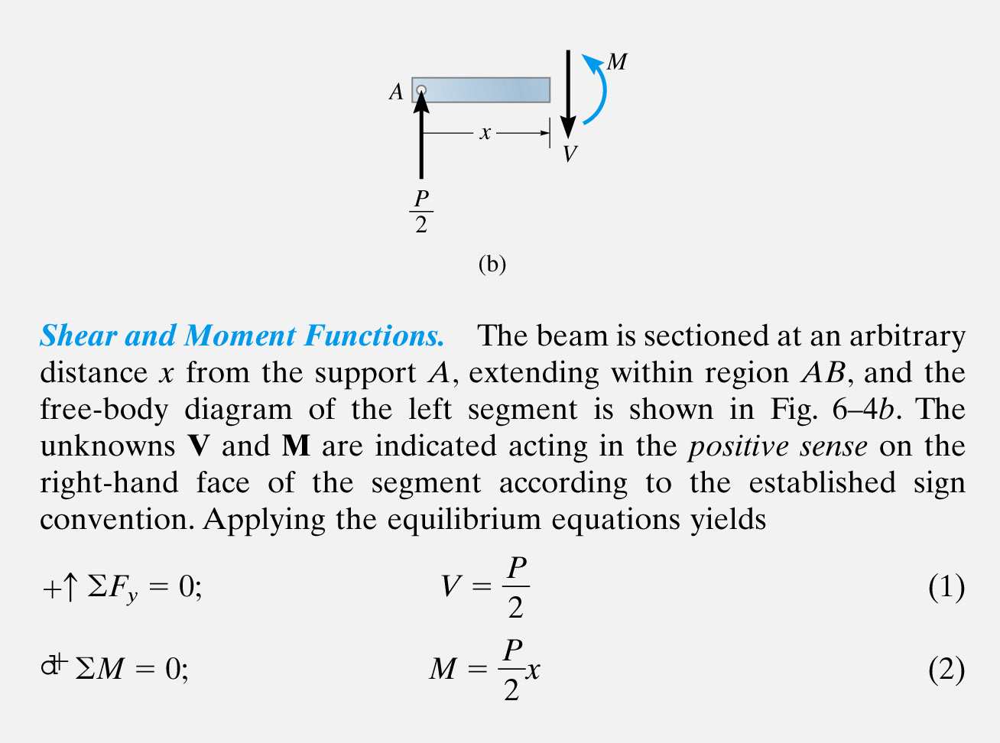 A
M
x
V
P
2
(b)
Shear and Moment Functions. The beam is sectioned at an arbitrary
distance x from the support A, extending within region AB, and the
free-body diagram of the left segment is shown in Fig. 6–4b. The
unknowns V and M are indicated acting in the positive sense on the
right-hand face of the segment according to the established sign
convention. Applying the equilibrium equations yields
+↑ ΣF_y = 0; V = P/2 (1)
+ ΣM = 0; M = P/2 x (2)